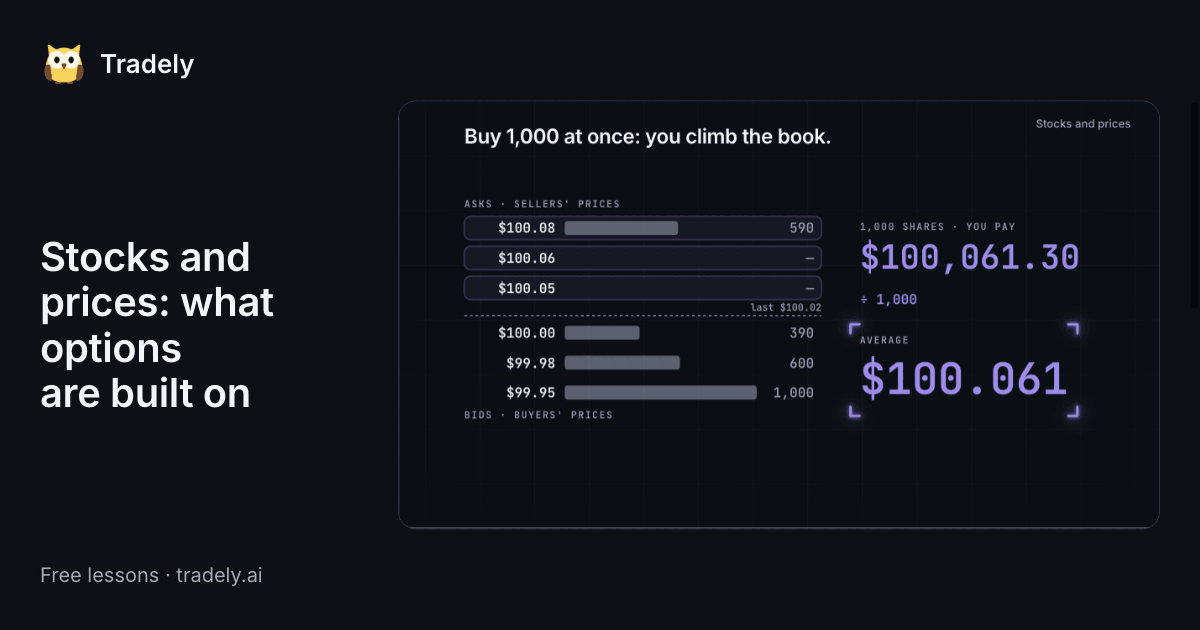 Tradely
Stocks and
prices: what
options
are built on
Free lessons · tradely.ai
Stocks and prices
Buy 1,000 at once: you climb the book.
ASKS · SELLERS' PRICES
$100.08 590
$100.06 —
$100.05 —
last $100.02
$100.00 390
$99.98 600
$99.95 1,000
BIDS · BUYERS' PRICES
1,000 SHARES · YOU PAY
$100,061.30
÷ 1,000
AVERAGE
$100.061